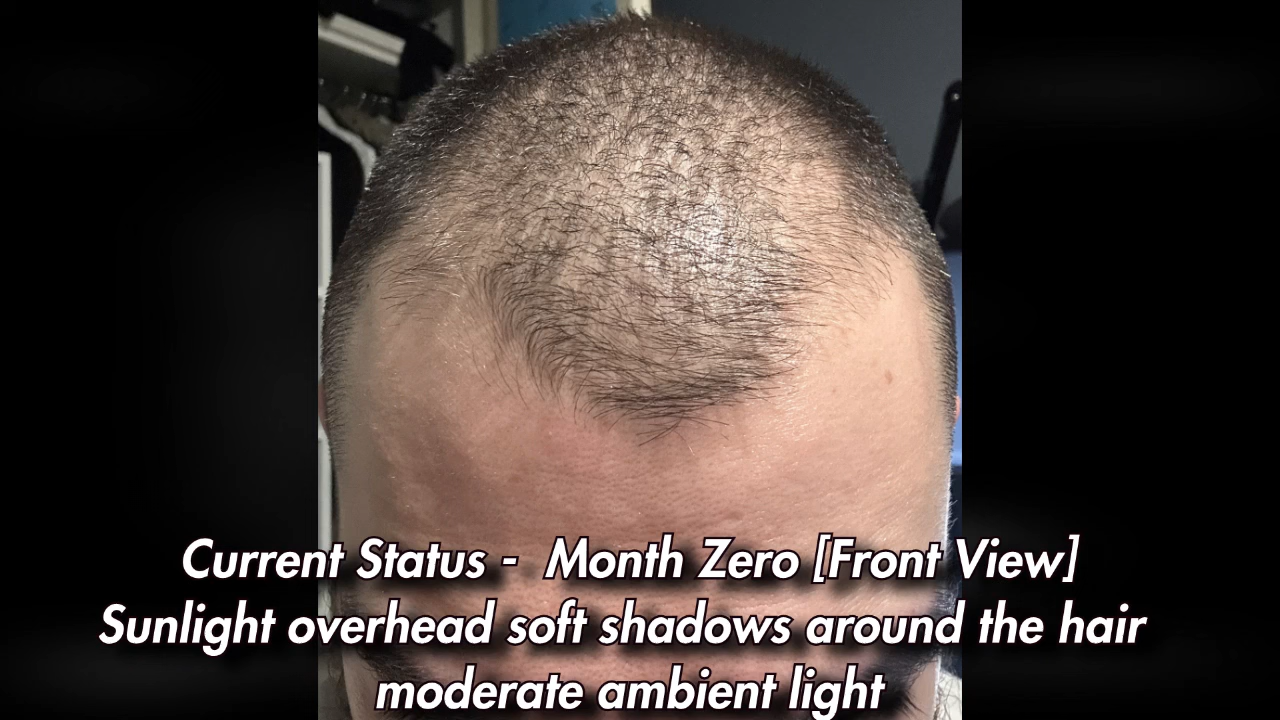 Current Status -  Month Zero [Front View]
Sunlight overhead soft shadows around the hair
moderate ambient light